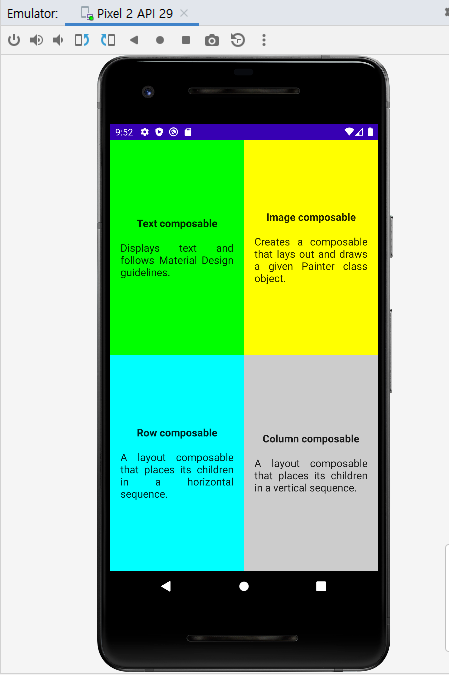 Emulator: Pixel 2 API 29
9:52
Text composable
Displays text and
follows Material Design
guidelines.
Image composable
Creates a composable
that lays out and draws
a given Painter class
object.
Row composable
A layout composable
that places its children
in a horizontal
sequence.
Column composable
A layout composable
that places its children
in a vertical sequence.